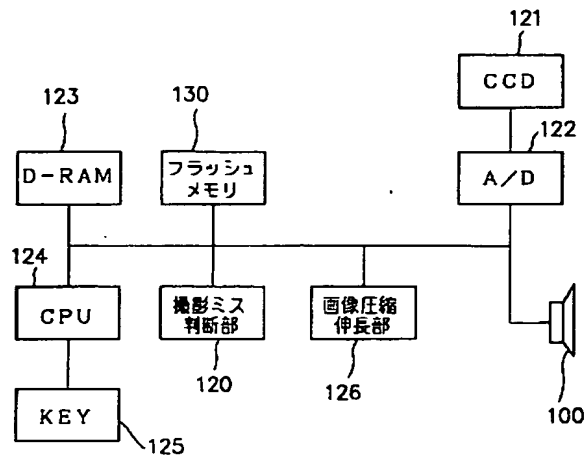 121
CCD
123
130
122
D-RAM
フラッシュ
メモリ
A/D
124
CPU
撮影ミス
判断部
画像圧縮
伸長部
120
126
100
KEY
125